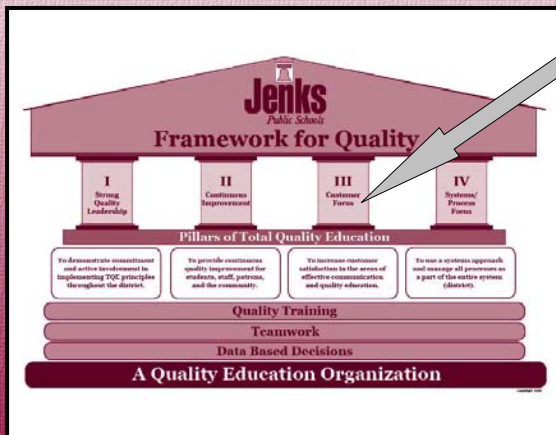 Jenks
Public Schools
Framework for Quality
I
Strong
Quality
Leadership
II
Continuous
Improvement
III
Customer
Focus
IV
Systems/
Process
Focus
Pillars of Total Quality Education
To demonstrate commitment
and active involvement in
implementing TQE principles
throughout the district.
To provide continuous
quality improvement for
students, staff, patrons,
and the community.
To increase customer
satisfaction in the areas of
effective communication
and quality education.
To use a systems approach
and manage all processes as
a part of the entire system
(district).
Quality Training
Teamwork
Data Based Decisions
A Quality Education Organization